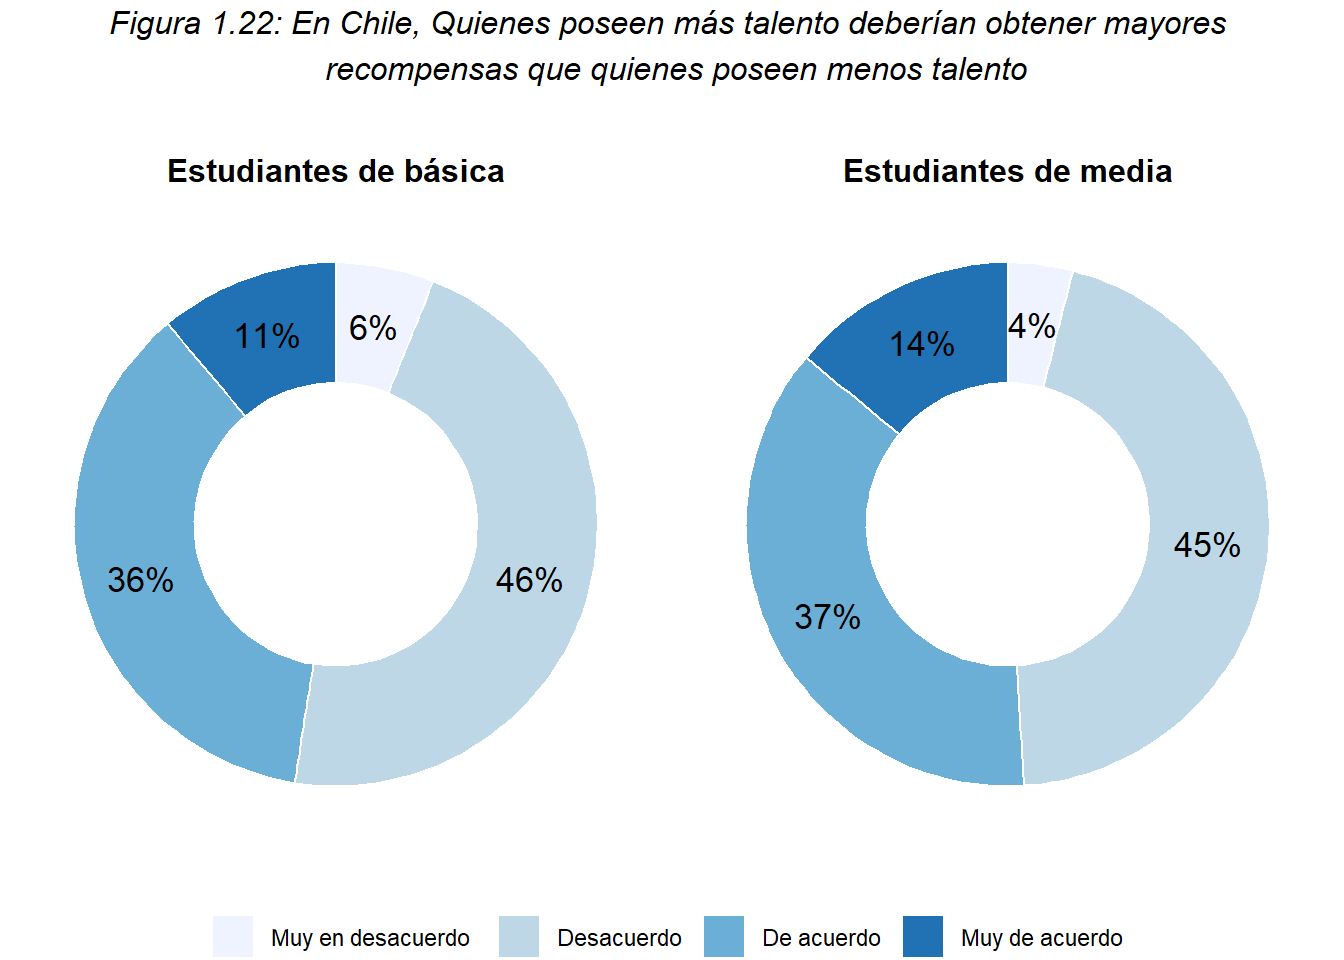 Figura 1.22: En Chile, Quienes poseen más talento deberían obtener mayores
recompensas que quienes poseen menos talento
Estudiantes de básica
Estudiantes de media
11%
6%
36%
46%
14%
4%
37%
45%
Muy en desacuerdo
Desacuerdo
De acuerdo
Muy de acuerdo